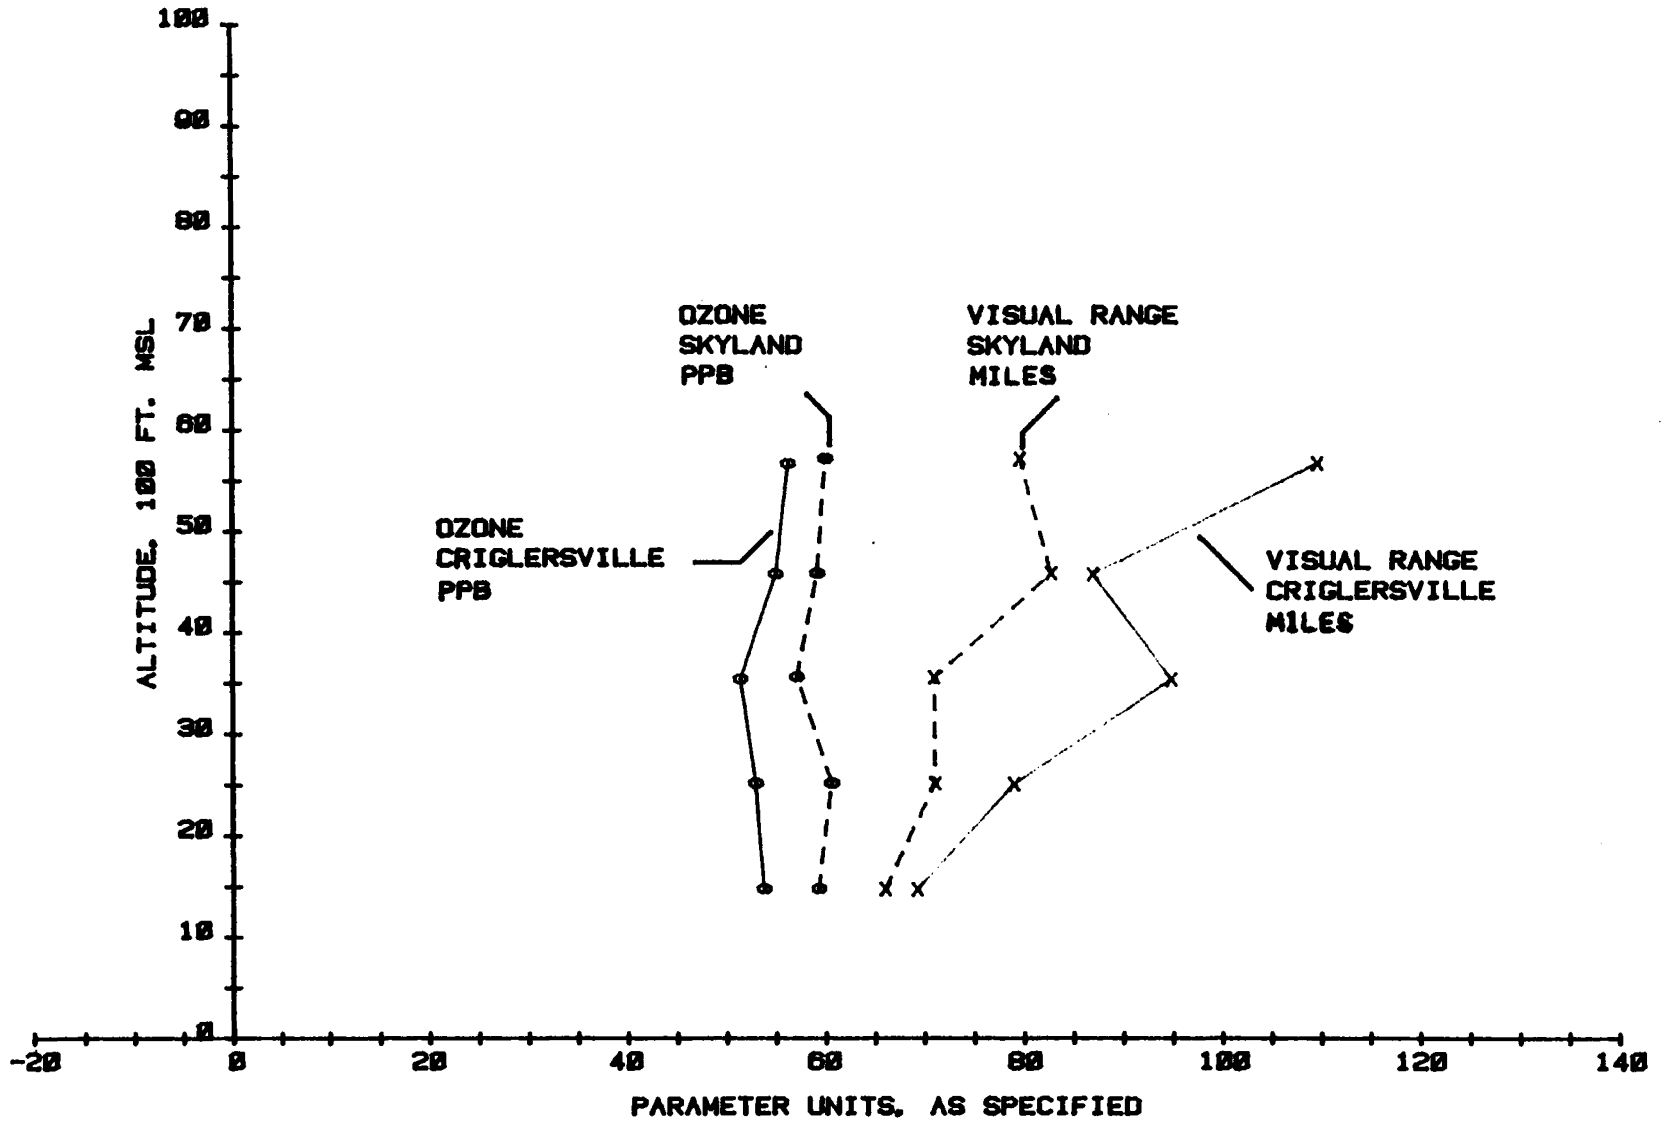 100
90
80
70
60
50
40
30
20
10
0
ALTITUDE, 100 FT. MSL
OZONE
SKYLAND
PPB
VISUAL RANGE
SKYLAND
MILES
OZONE
CRIGLERSVILLE
PPB
VISUAL RANGE
CRIGLERSVILLE
MILES
-20 0 20 40 60 80 100 120 140
PARAMETER UNITS, AS SPECIFIED